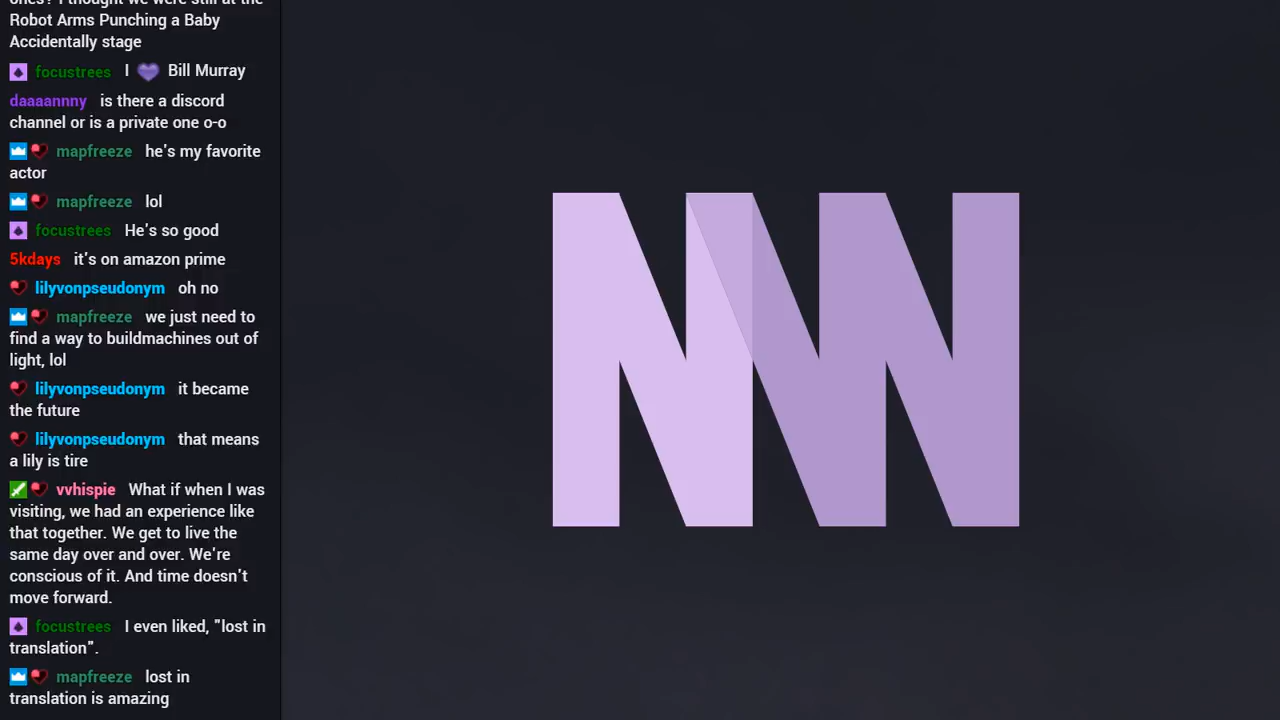 ones? I thought we were still at the
Robot Arms Punching a Baby
Accidentally stage
focustrees I 💜 Bill Murray
daaaannny is there a discord
channel or is a private one o-o
mapfreeze he's my favorite
actor
mapfreeze lol
focustrees He's so good
5kdays it's on amazon prime
lilyvonpseudonym oh no
mapfreeze we just need to
find a way to buildmachines out of
light, lol
lilyvonpseudonym it became
the future
lilyvonpseudonym that means
a lily is tire
vvhispie What if when I was
visiting, we had an experience like
that together. We get to live the
same day over and over. We're
conscious of it. And time doesn't
move forward.
focustrees I even liked, "lost in
translation".
mapfreeze lost in
translation is amazing